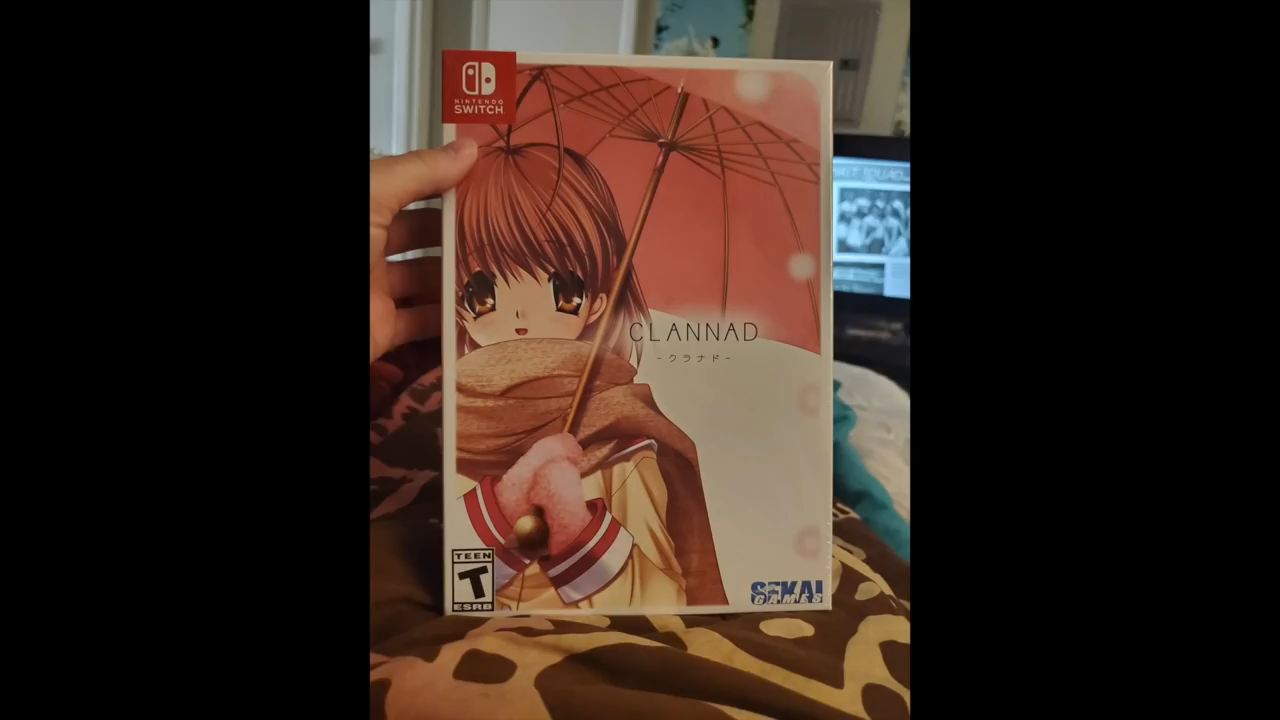 NINTENDO
SWITCH
CLANNAD
-クラナド-
TEEN
T
ESRB
SEKAI
GAMES